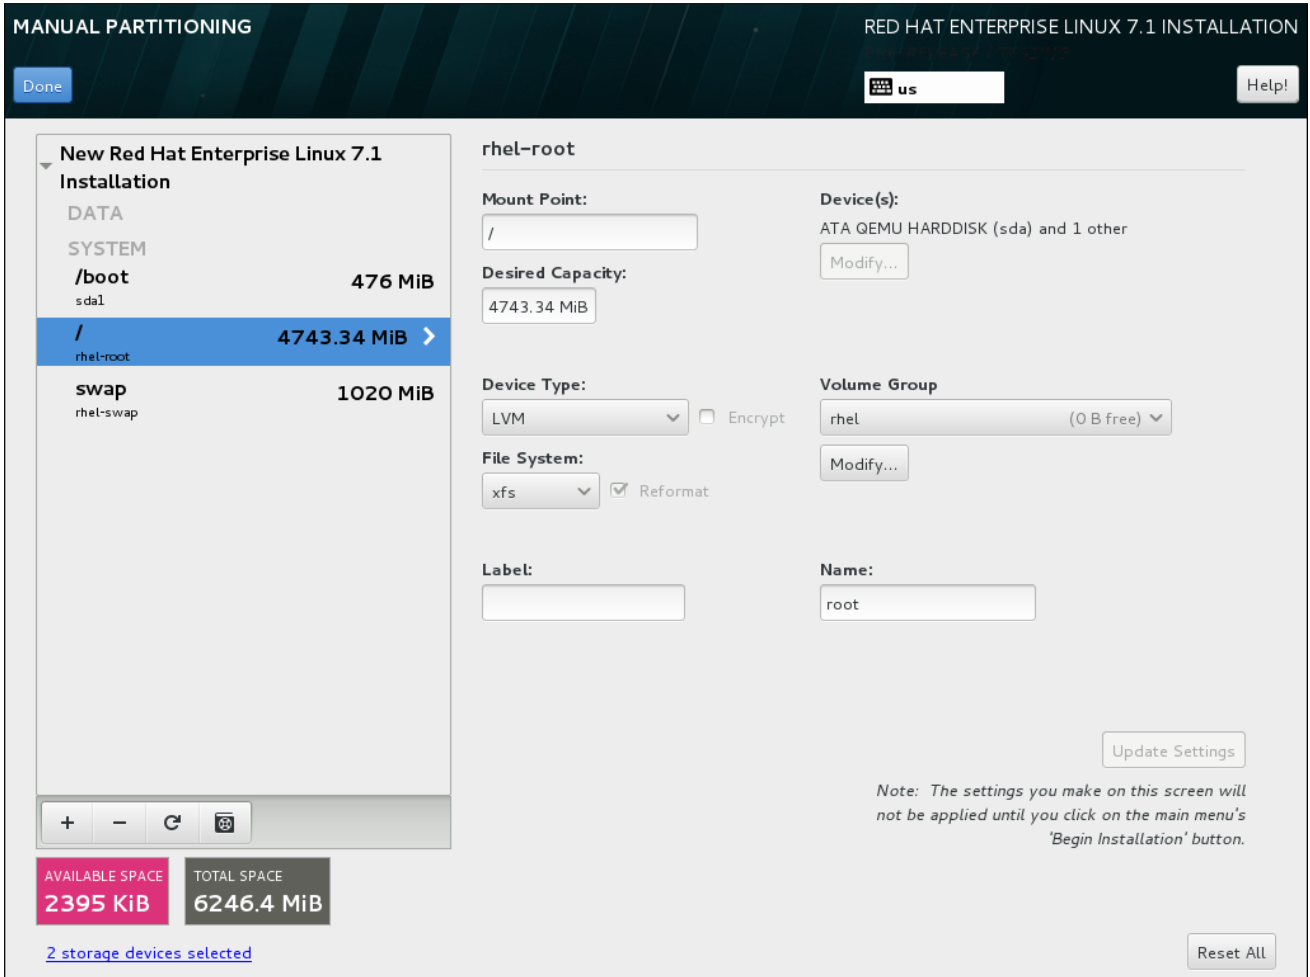 MANUAL PARTITIONING
RED HAT ENTERPRISE LINUX 7.1 INSTALLATION
Done
us
Help!
New Red Hat Enterprise Linux 7.1
Installation
DATA
SYSTEM
/boot
476 MiB
sda1
/
4743.34 MiB
rhel-root
swap
1020 MiB
rhel-swap
rhel-root
Mount Point:
/
Device(s):
ATA QEMU HARDDISK (sda) and 1 other
Modify...
Desired Capacity:
4743.34 MiB
Device Type:
LVM
Encrypt
Volume Group
rhel (0 B free)
Modify...
File System:
xfs
Reformat
Label:
Name:
root
Update Settings
Note: The settings you make on this screen will
not be applied until you click on the main menu's
'Begin Installation' button.
AVAILABLE SPACE
2395 KiB
TOTAL SPACE
6246.4 MiB
2 storage devices selected
Reset All